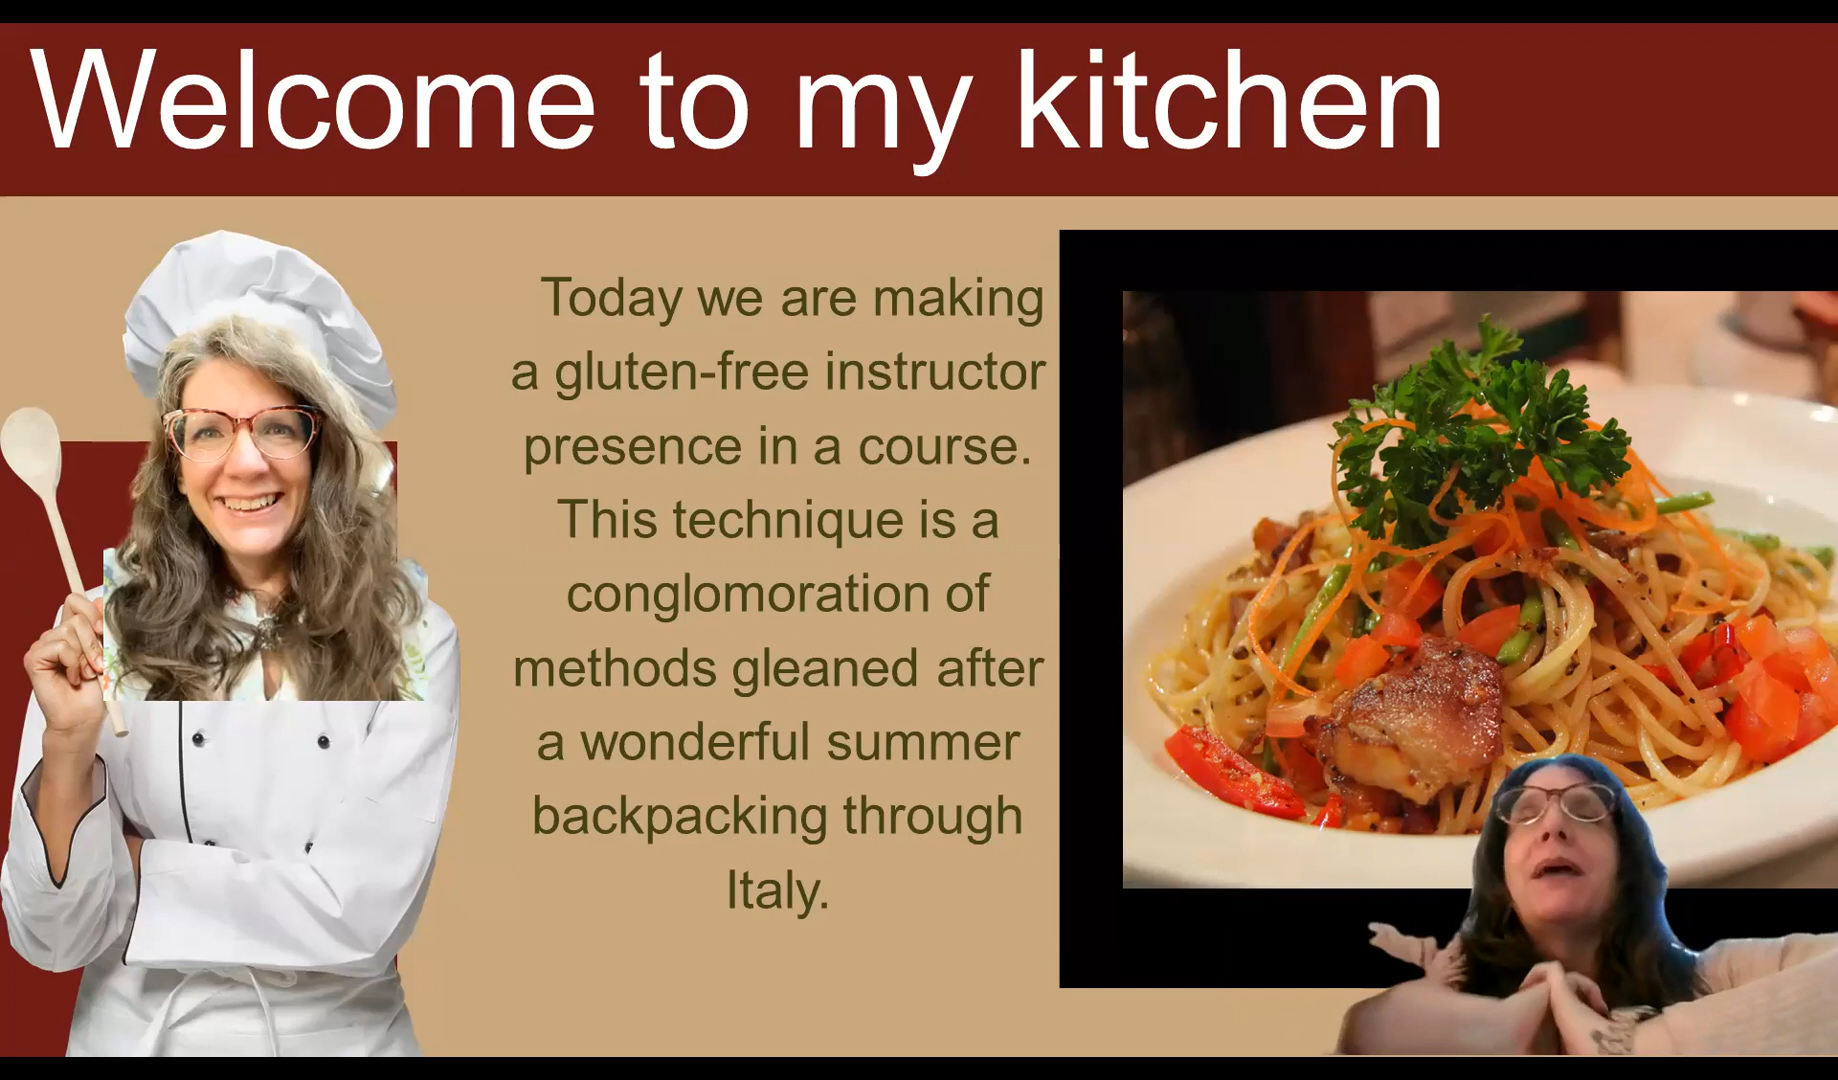 Welcome to my kitchen
Today we are making
a gluten-free instructor
presence in a course.
This technique is a
conglomoration of
methods gleaned after
a wonderful summer
backpacking through
Italy.